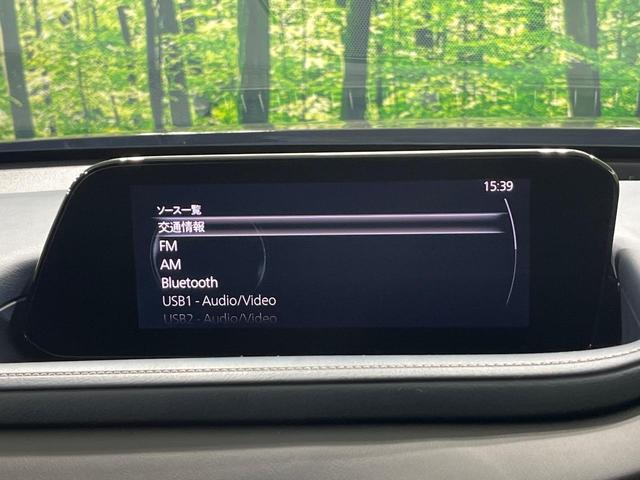 15:39
ソース一覧
交通情報
FM
AM
Bluetooth
USB1 - Audio/Video
USB2 - Audio/Video